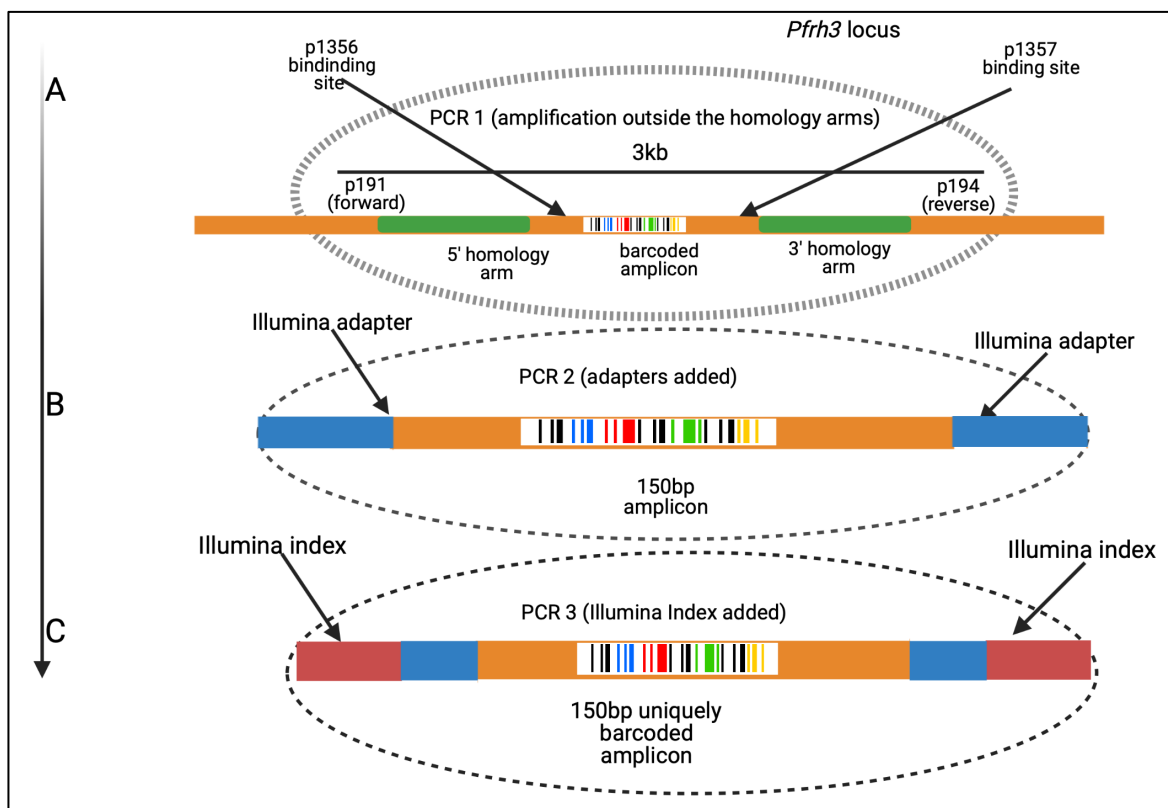 Pfrh3 locus
p1356
bindinding
site
p1357
binding site
A
PCR 1 (amplification outside the homology arms)
3kb
p191
(forward)
p194
(reverse)
5' homology
arm
barcoded
amplicon
3' homology
arm
Illumina adapter
Illumina adapter
B
PCR 2 (adapters added)
150bp
amplicon
Illumina index
Illumina index
C
PCR 3 (Illumina Index added)
150bp uniquely
barcoded
amplicon